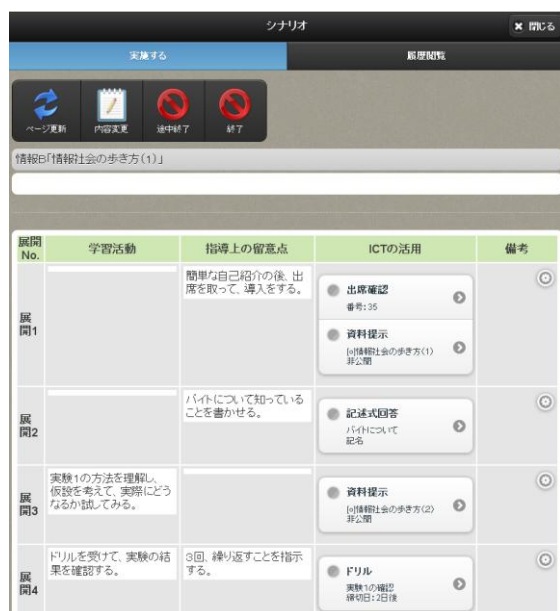 シナリオ
閉じる
実施する
履歴閲覧
ページ更新
内容変更
途中終了
終了
情報B「情報社会の歩き方(1)」
展開
No.
学習活動
指導上の留意点
ICTの活用
備考
展
開1
簡単な自己紹介の後、出
席を取って、導入をする。
出席確認
番号:35
資料提示
[o]情報社会の歩き方(1)
非公開
展
開2
バイトについて知っている
ことを書かせる。
記述式回答
バイトについて
記名
展
開3
実験1の方法を理解し、
仮設を考えて、実際にどう
なるか試してみる。
資料提示
[o]情報社会の歩き方(2)
非公開
展
開4
ドリルを受けて、実験の結
果を確認する。
3回、繰り返すことを指示
する。
ドリル
実験1の確認
締切日:2日後